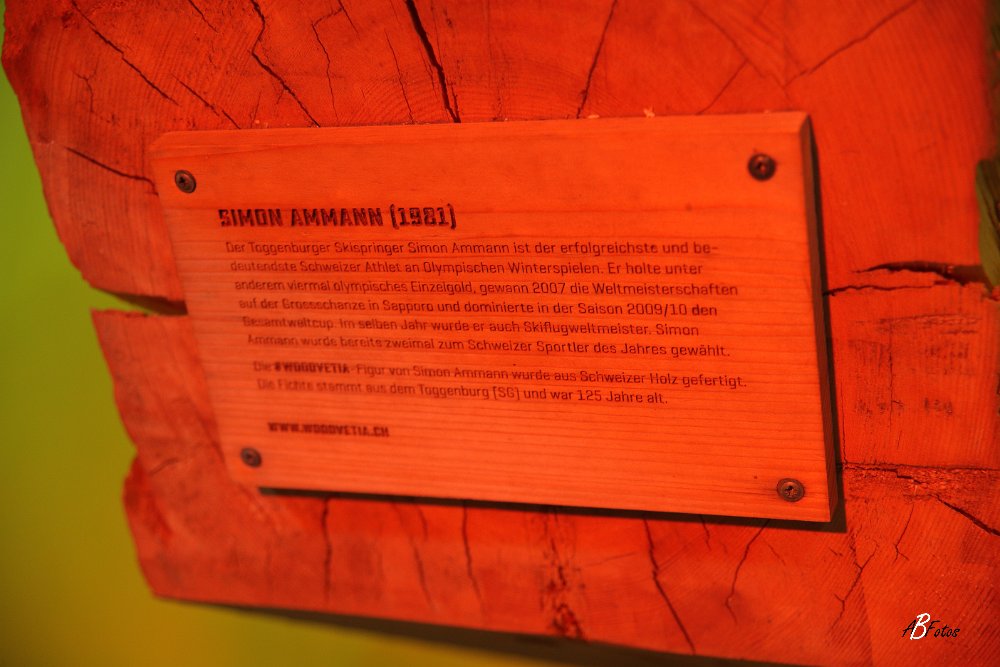 SIMON AMMANN (1981)
Der Toggenburger Skispringer Simon Ammann ist der erfolgreichste und be-
deutendste Schweizer Athlet an Olympischen Winterspielen. Er holte unter
anderem viermal olympisches Einzelgold, gewann 2007 die Weltmeisterschaften
auf der Grossschanze in Sapporo und dominierte in der Saison 2009/10 den
Gesamtweltcup. Im selben Jahr wurde er auch Skiflugweltmeister. Simon
Ammann wurde bereits zweimal zum Schweizer Sportler des Jahres gewählt.
Die #WOODVETIA-Figur von Simon Ammann wurde aus Schweizer Holz gefertigt.
Die Fichte stammt aus dem Toggenburg (SG) und war 125 Jahre alt.
WWW.WOODVETIA.CH
ABFotos